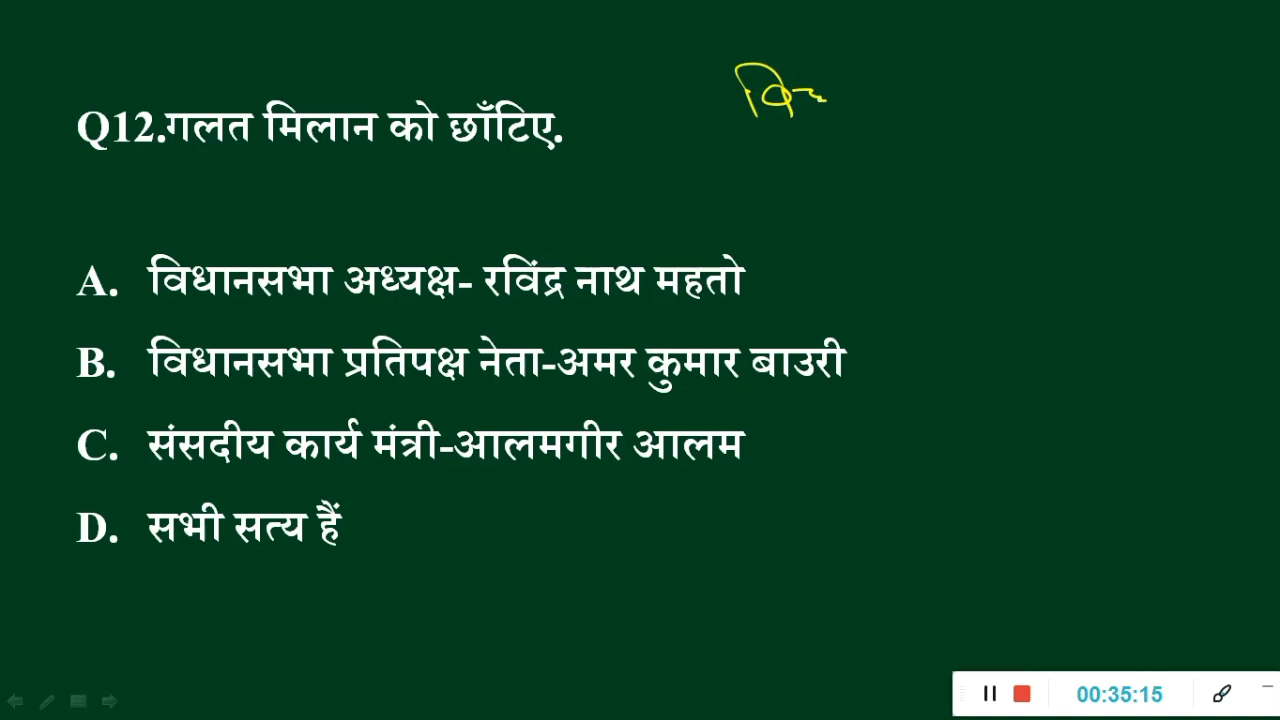 Q12.गलत मिलान को छाँटिए.
A. विधानसभा अध्यक्ष- रविंद्र नाथ महतो
B. विधानसभा प्रतिपक्ष नेता-अमर कुमार बाउरी
C. संसदीय कार्य मंत्री-आलमगीर आलम
D. सभी सत्य हैं
00:35:15